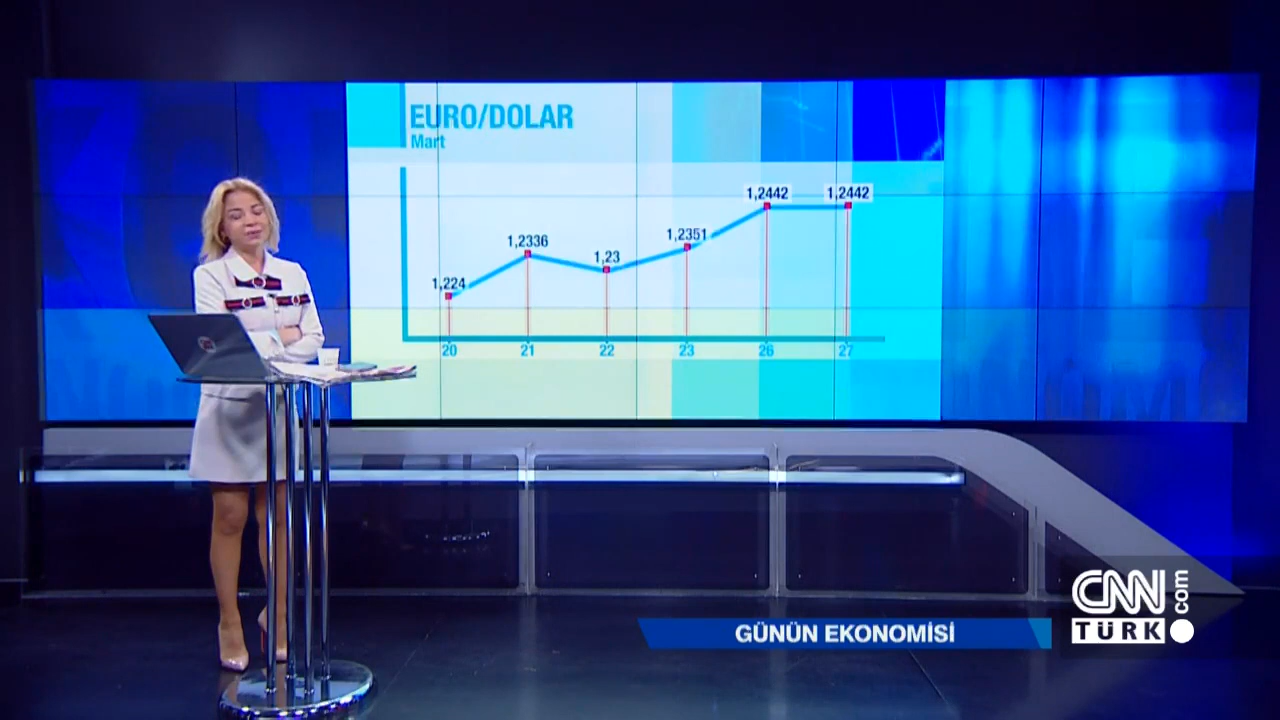 EURO/DOLAR
Mart
1,224
1,2336
1,23
1,2351
1,2442
1,2442
20
21
22
23
26
27
GÜNÜN EKONOMİSİ
CNN
TÜRK
.com